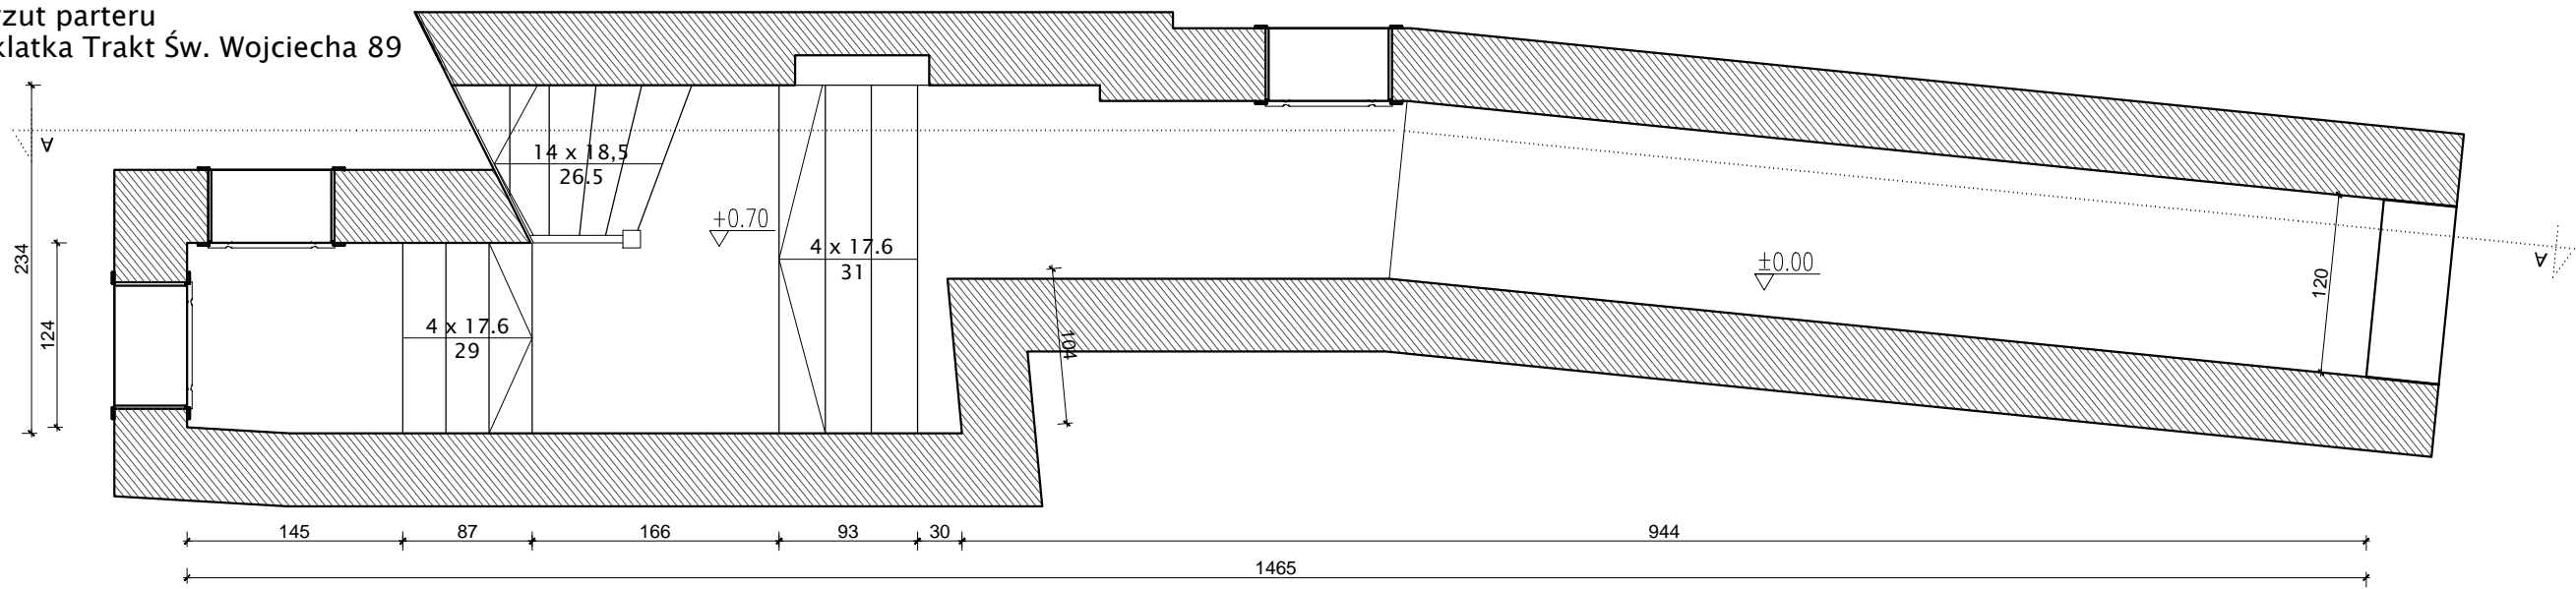 rzut parteru
klatka Trakt Św. Wojciecha 89
A
14 x 18,5
26.5
+0.70
4 x 17.6
31
4 x 17.6
29
234
124
104
±0.00
120
A
145
87
166
93
30
944
1465